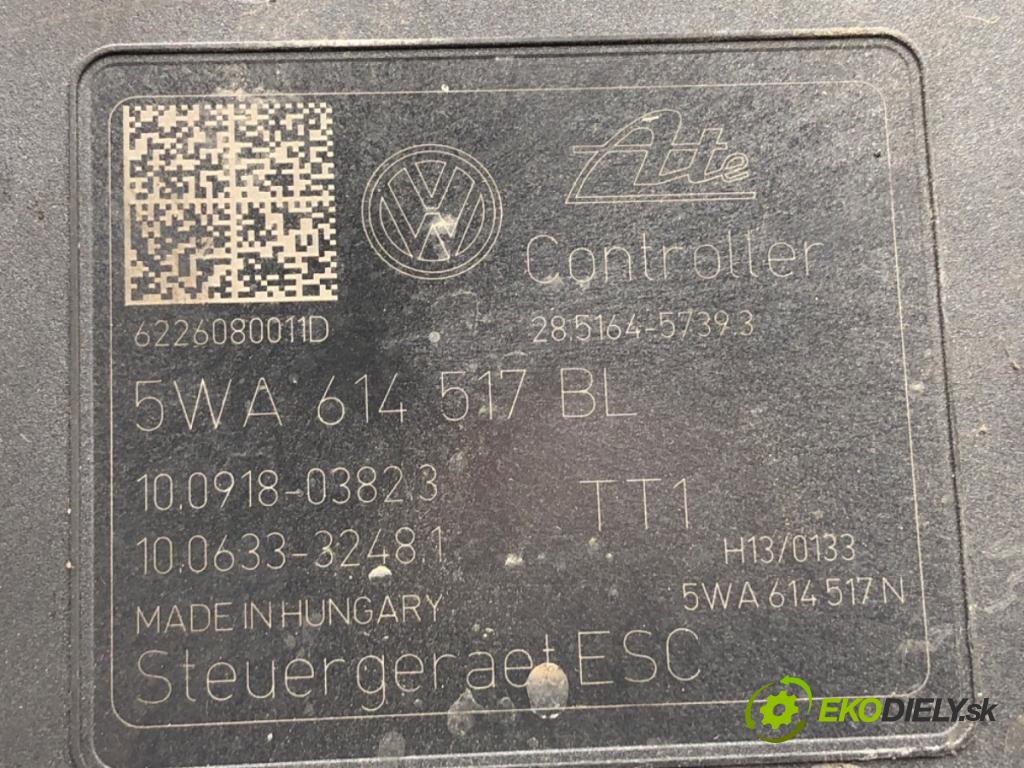 Ate
Controller
6226080011D
28.5164-5739.3
5WA 614 517 BL
10.0918-0382.3
TT1
10.0633-3248.1
H13/0133
5WA 614 517 N
MADE IN HUNGARY
Steuergeraet ESC
EKODIELY.sk